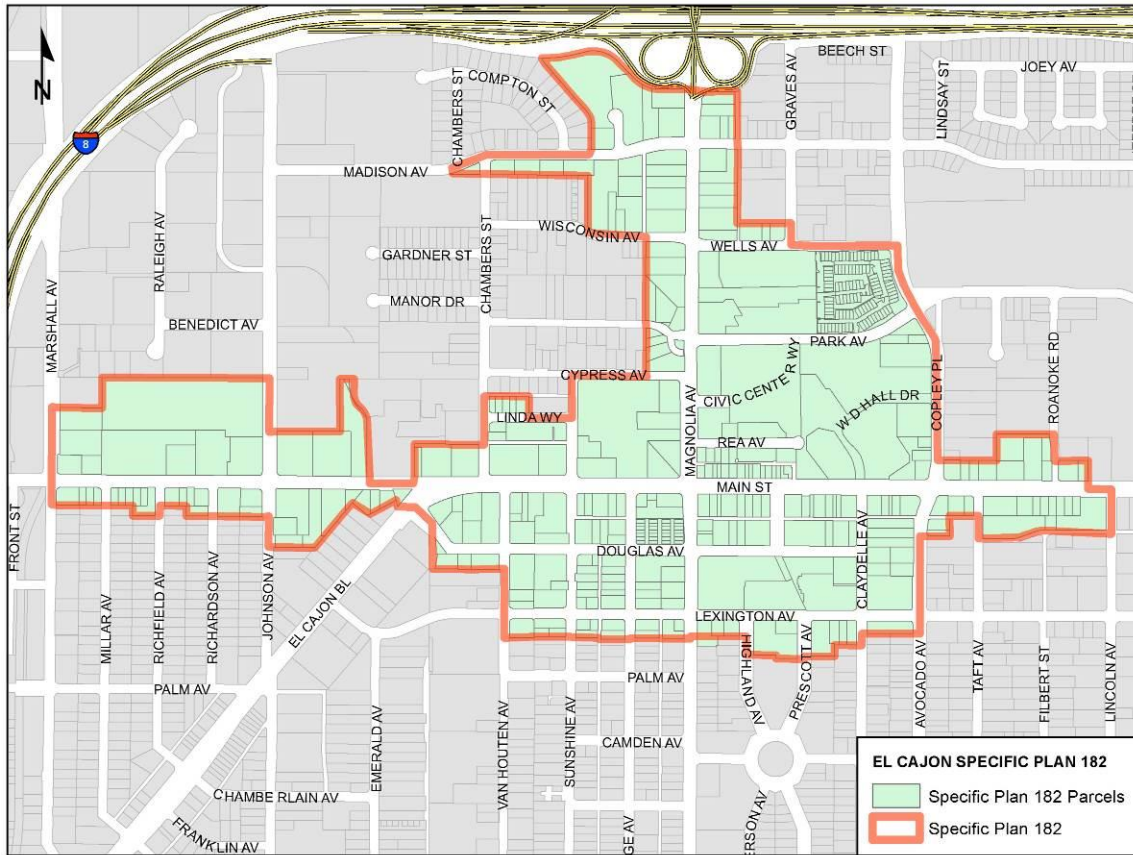 BEECH ST
JOEY AV
GRAVES AV
LINDSAY ST
COMPTON ST
CHAMBERS ST
N
8
MADISON AV
RALEIGH AV
WISCONSIN AV
WELLS AV
GARDNER ST
CHAMBERS ST
MANOR DR
MARSHALL AV
BENEDICT AV
PARK AV
ROANOKE RD
COPLEY PL
CYPRESS AV
CIVIC CENTER WY
W D HALL DR
LINDA WY
MAGNOLIA AV
REA AV
MAIN ST
FRONT ST
CLAYDELLE AV
DOUGLAS AV
MILLAR AV
RICHFIELD AV
RICHARDSON AV
JOHNSON AV
EL CAJON BL
LEXINGTON AV
HIGHLAND AV
PRESCOTT AV
AVOCADO AV
TAFT AV
FILBERT ST
LINCOLN AV
PALM AV
PALM AV
EMERALD AV
VAN HOUTEN AV
SUNSHINE AV
CAMDEN AV
CHAMBERLAIN AV
FRANKLIN AV
GE AV
ERSON AV
EL CAJON SPECIFIC PLAN 182
Specific Plan 182 Parcels
Specific Plan 182